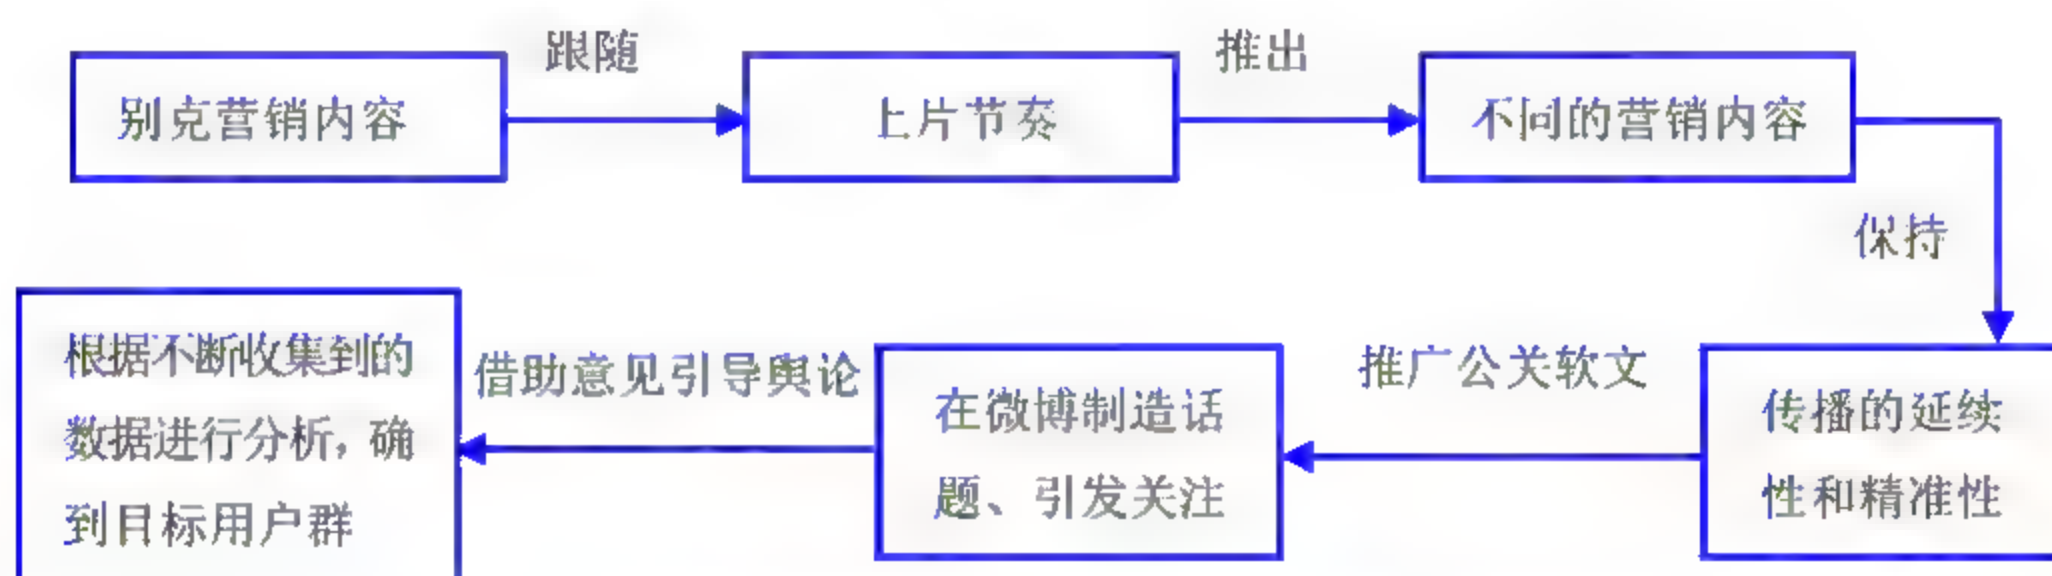 别克营销内容
跟随
上片节奏
推出
不同的营销内容
保持
传播的延续
性和精准性
推广公关软文
在微博制造话
题、引发关注
借助意见引导舆论
根据不断收集到的
数据进行分析，确
到目标用户群